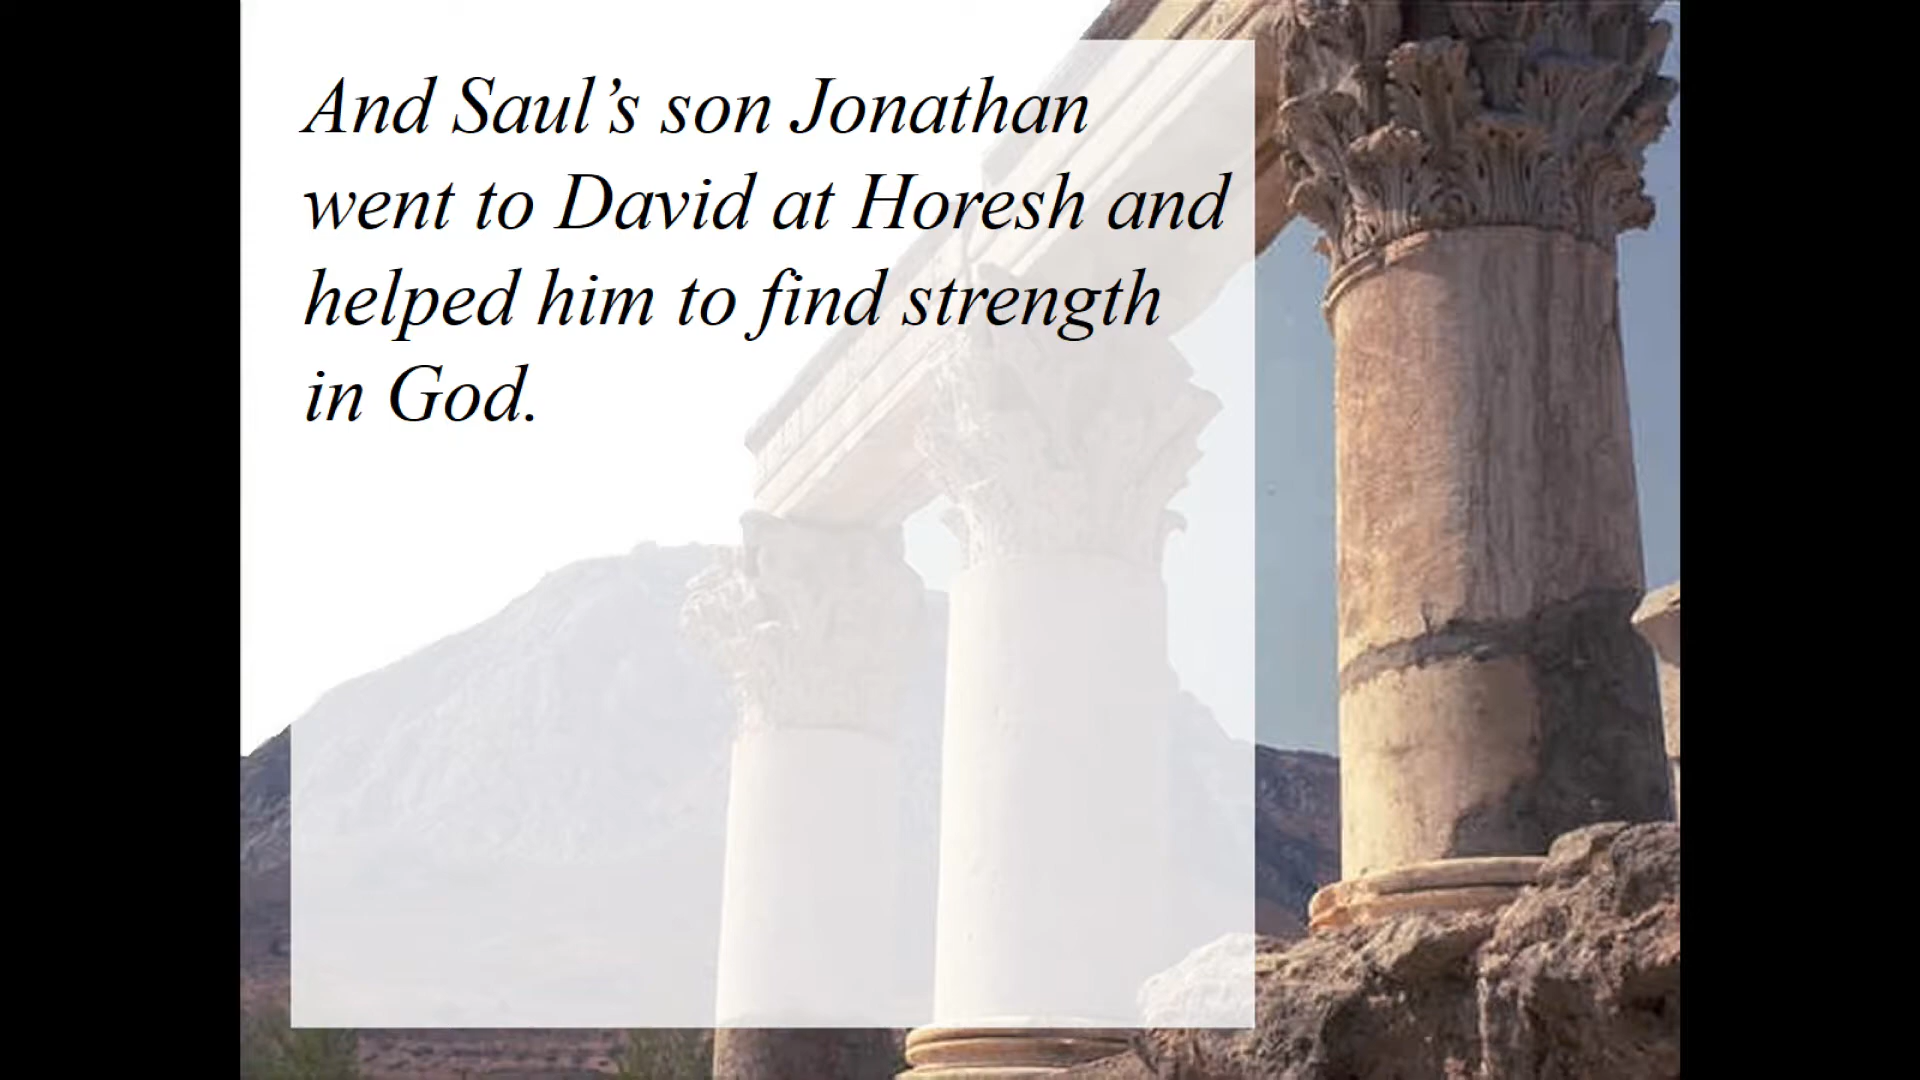 And Saul’s son Jonathan
went to David at Horesh and
helped him to find strength
in God.